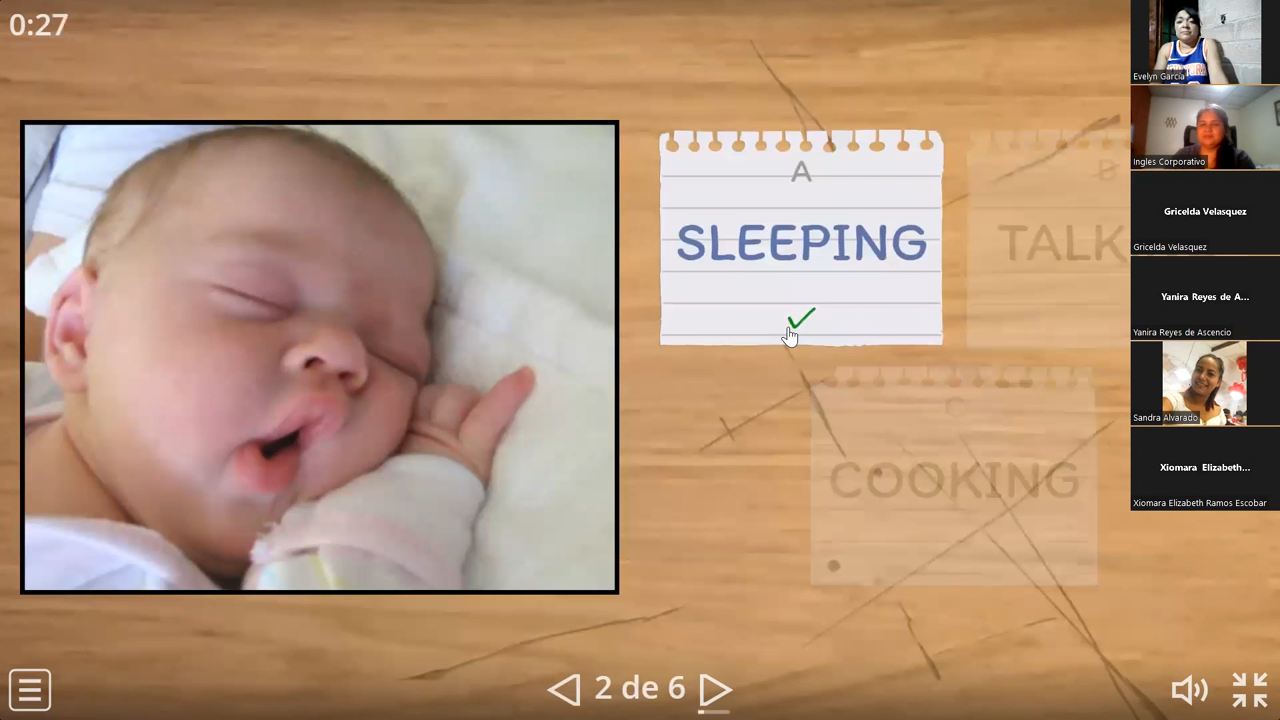 0:27
A
SLEEPING
B
TALK
C
COOKING
2 de 6
Evelyn García
Ingles Corporativo
Gricelda Velasquez
Gricelda Velasquez
Yanira Reyes de A...
Yanira Reyes de Ascencio
Sandra Alvarado
Xiomara Elizabeth...
Xiomara Elizabeth Ramos Escobar